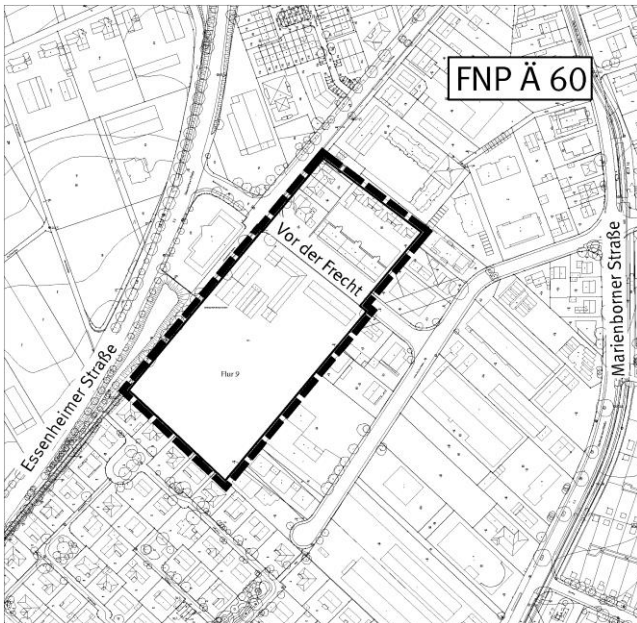 FNP Ä 60
Vor der Frecht
Marienborner Straße
Flur 9
Essenheimer Straße